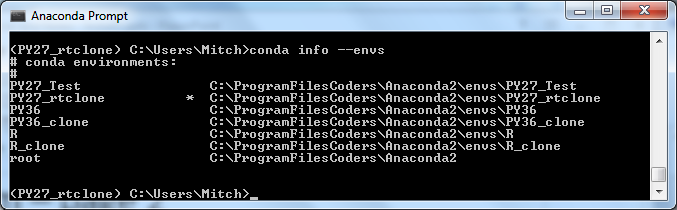 Anaconda Prompt
(PY27_rtclone) C:\Users\Mitch>conda info --envs
# conda environments:
#
PY27_Test                C:\ProgramFilesCoders\Anaconda2\envs\PY27_Test
PY27_rtclone          *  C:\ProgramFilesCoders\Anaconda2\envs\PY27_rtclone
PY36                     C:\ProgramFilesCoders\Anaconda2\envs\PY36
PY36_clone               C:\ProgramFilesCoders\Anaconda2\envs\PY36_clone
R                        C:\ProgramFilesCoders\Anaconda2\envs\R
R_clone                  C:\ProgramFilesCoders\Anaconda2\envs\R_clone
root                     C:\ProgramFilesCoders\Anaconda2
(PY27_rtclone) C:\Users\Mitch>_